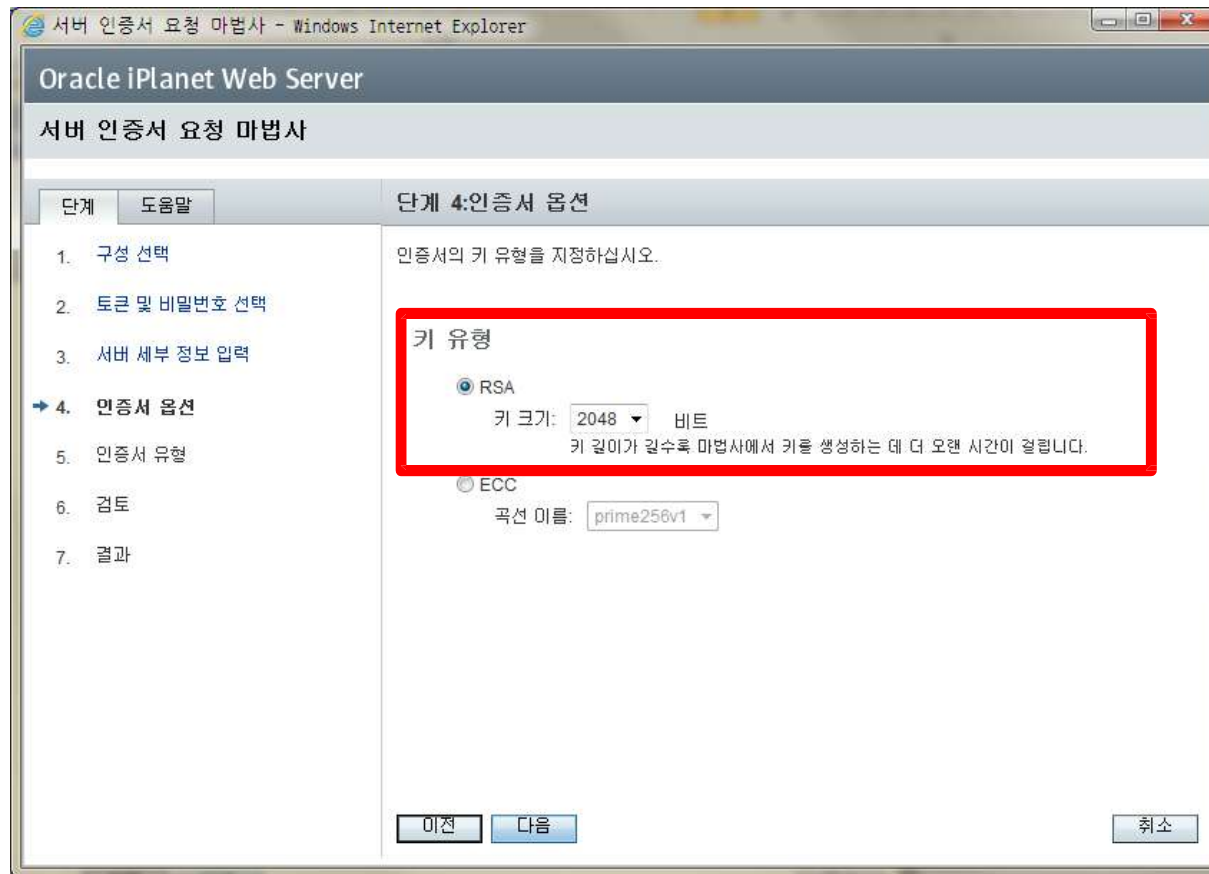 서버 인증서 요청 마법사 - Windows Internet Explorer
Oracle iPlanet Web Server
서버 인증서 요청 마법사
단계 도움말
1. 구성 선택
2. 토큰 및 비밀번호 선택
3. 서버 세부 정보 입력
4. 인증서 옵션
5. 인증서 유형
6. 검토
7. 결과
단계 4:인증서 옵션
인증서의 키 유형을 지정하십시오.
키 유형
RSA
키 크기: 2048 비트
키 길이가 길수록 마법사에서 키를 생성하는 데 더 오랜 시간이 걸립니다.
ECC
곡선 이름: prime256v1
이전 다음 취소